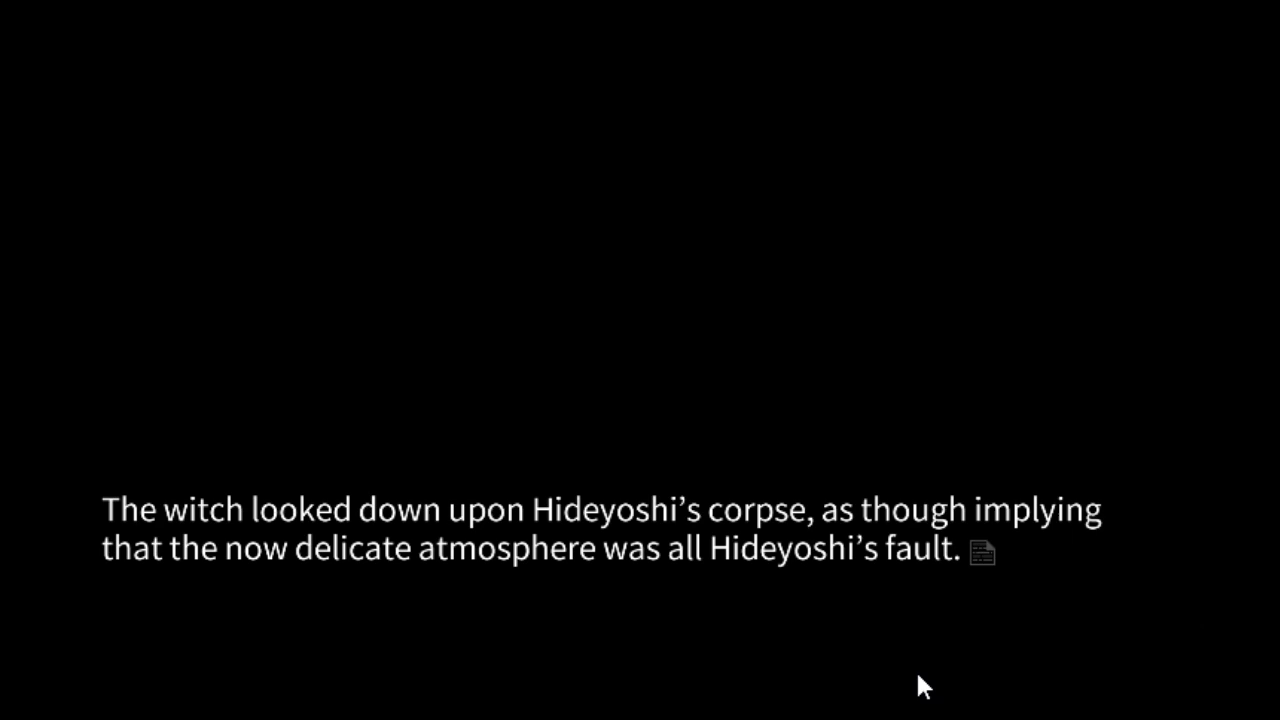 The witch looked down upon Hideyoshi’s corpse, as though implying
that the now delicate atmosphere was all Hideyoshi’s fault.